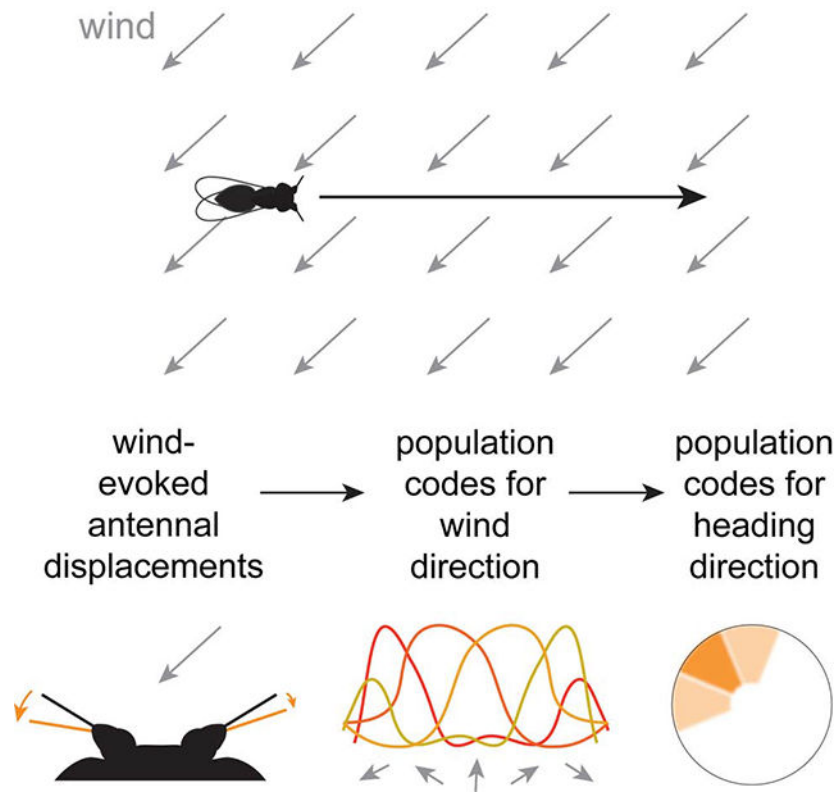 wind
wind-
evoked
antennal
displacements
population
codes for
wind
direction
population
codes for
heading
direction